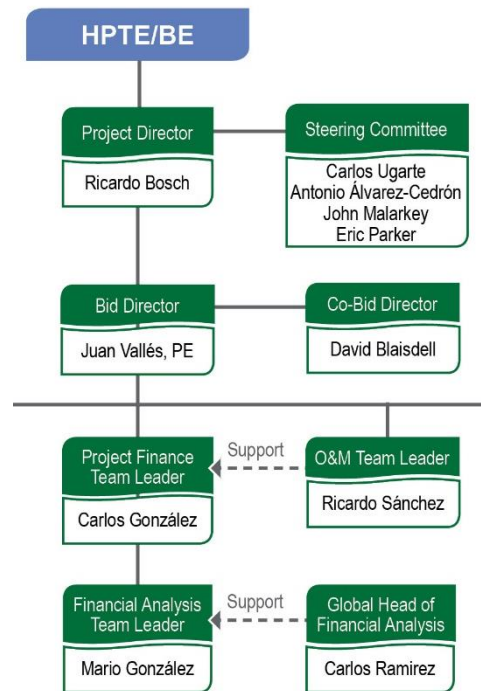 HPTE/BE
Project Director
Ricardo Bosch
Steering Committee
Carlos Ugarte
Antonio Álvarez-Cedrón
John Malarkey
Eric Parker
Bid Director
Juan Vallés, PE
Co-Bid Director
David Blaisdell
Project Finance
Team Leader
Carlos González
Support
O&M Team Leader
Ricardo Sánchez
Financial Analysis
Team Leader
Mario González
Support
Global Head of
Financial Analysis
Carlos Ramirez